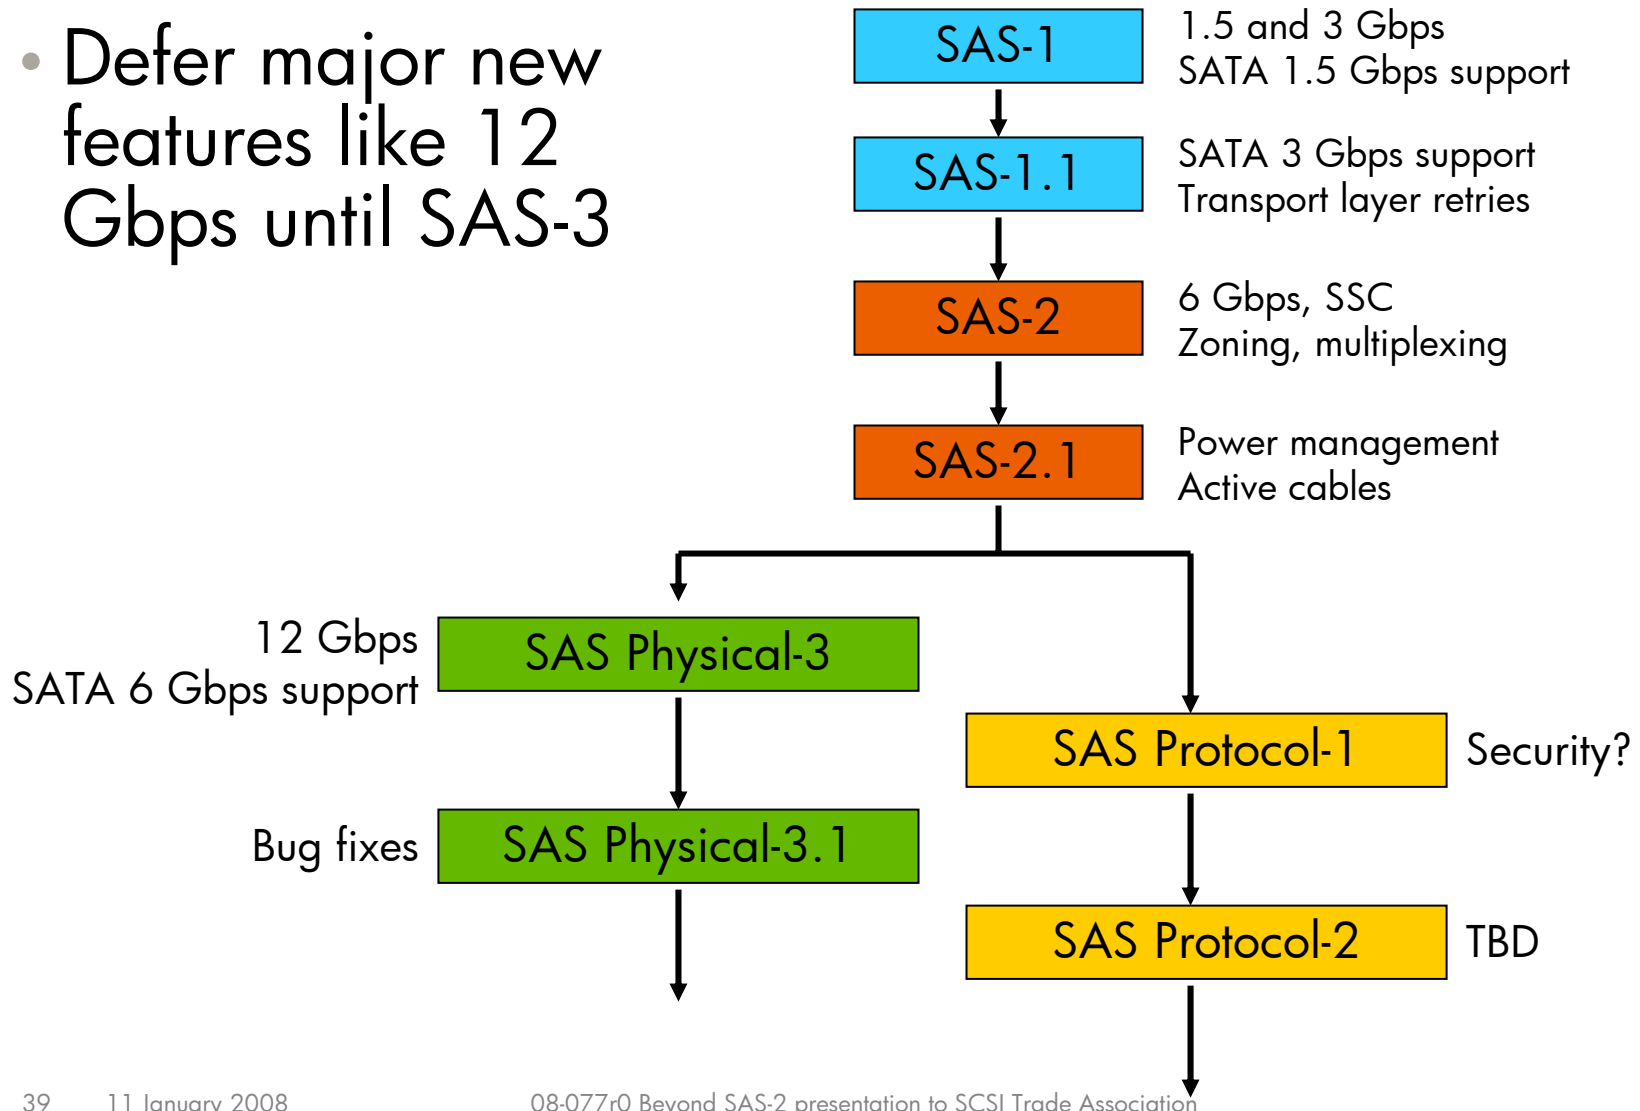 • Defer major new
features like 12
Gbps until SAS-3
SAS-1
1.5 and 3 Gbps
SATA 1.5 Gbps support
SAS-1.1
SATA 3 Gbps support
Transport layer retries
SAS-2
6 Gbps, SSC
Zoning, multiplexing
SAS-2.1
Power management
Active cables
12 Gbps
SATA 6 Gbps support
SAS Physical-3
SAS Protocol-1
Security?
Bug fixes
SAS Physical-3.1
SAS Protocol-2
TBD
39 11 January 2008 08-077r0 Beyond SAS-2 presentation to SCSI Trade Association